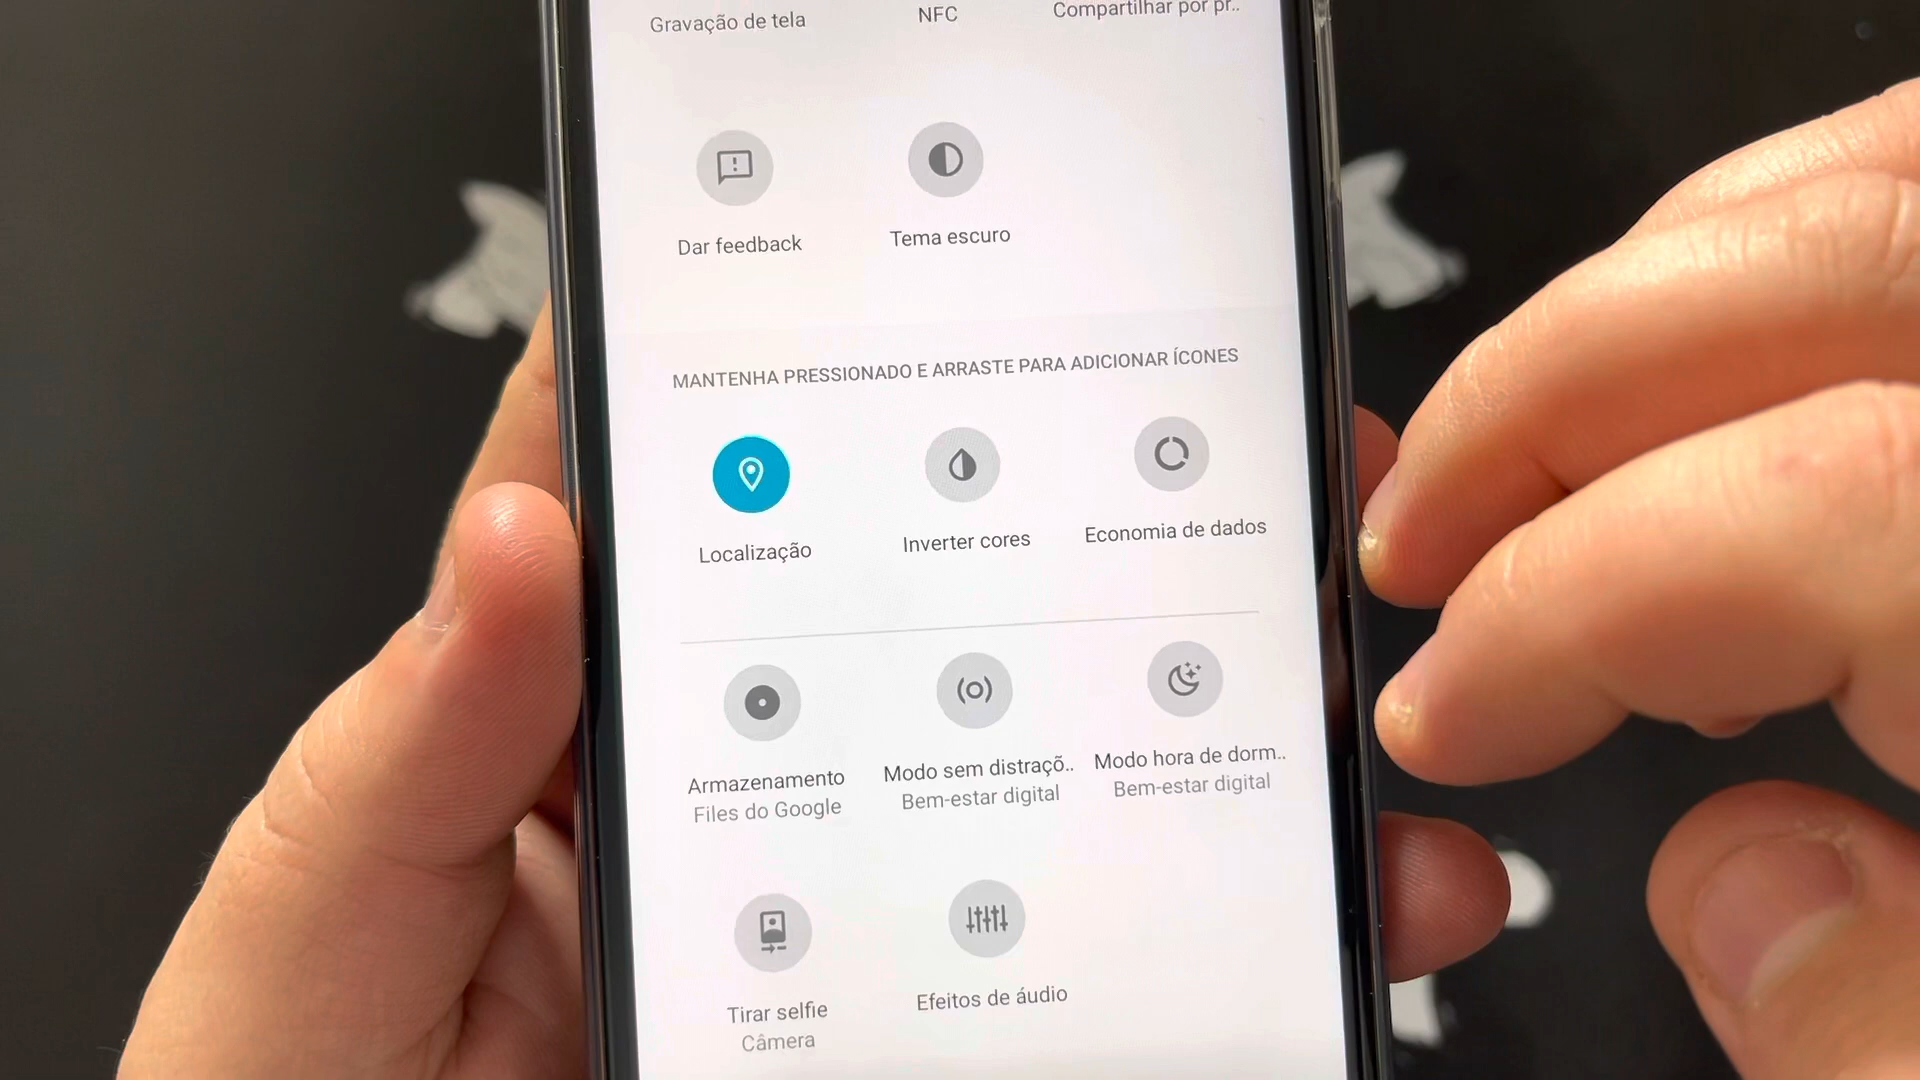 Gravação de tela
NFC
Compartilhar por pr..
Dar feedback
Tema escuro
MANTENHA PRESSIONADO E ARRASTE PARA ADICIONAR ÍCONES
Localização
Inverter cores
Economia de dados
Armazenamento
Files do Google
Modo sem distraçõ..
Bem-estar digital
Modo hora de dorm..
Bem-estar digital
Tirar selfie
Câmera
Efeitos de áudio